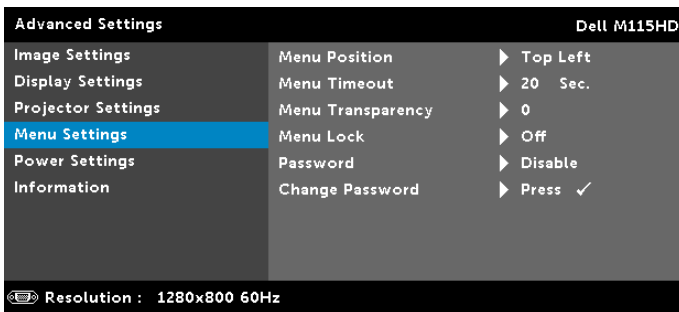 Advanced Settings Dell M115HD
Image Settings
Display Settings
Projector Settings
Menu Settings
Power Settings
Information
Menu Position Top Left
Menu Timeout 20 Sec.
Menu Transparency 0
Menu Lock Off
Password Disable
Change Password Press ✓
Resolution : 1280x800 60Hz